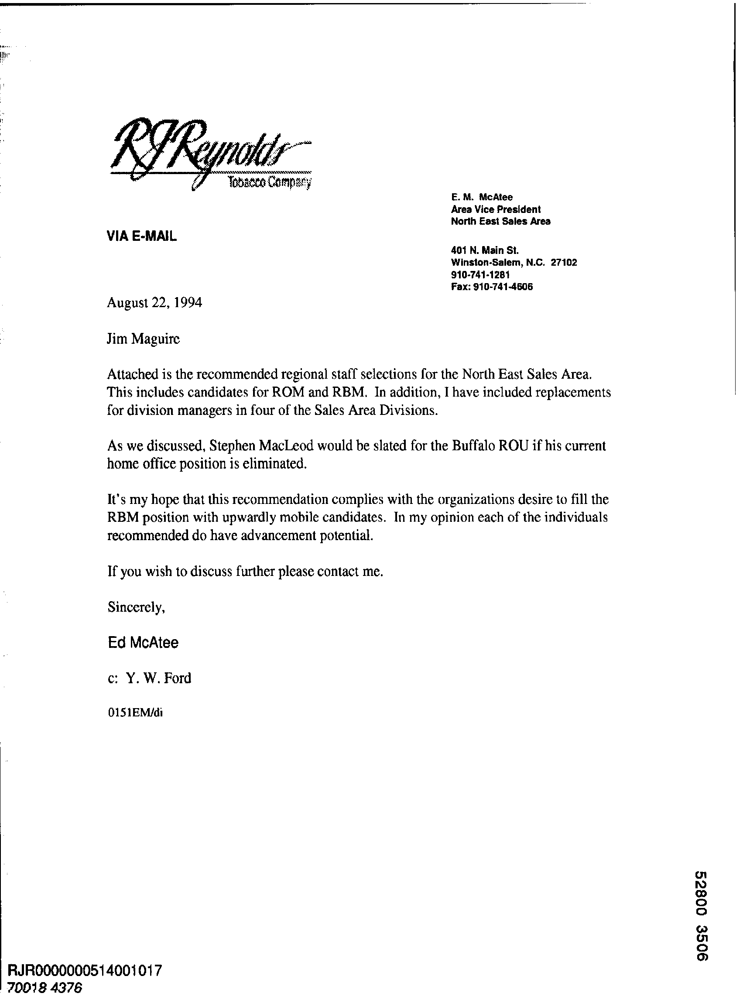 RJReynolds
Tobacco Company
E. M. McAtee
Area Vice President
North East Sales Area
VIA E-MAIL
401 N. Main St.
Winston-Salem, N.C. 27102
910-741-1281
Fax: 910-741-4606
August 22, 1994
Jim Maguire
Attached is the recommended regional staff selections for the North East Sales Area.
This includes candidates for ROM and RBM. In addition, I have included replacements
for division managers in four of the Sales Area Divisions.
As we discussed, Stephen MacLeod would be slated for the Buffalo ROU if his current
home office position is eliminated.
It's my hope that this recommendation complies with the organizations desire to fill the
RBM position with upwardly mobile candidates. In my opinion each of the individuals
recommended do have advancement potential.
If you wish to discuss further please contact me.
Sincerely,
Ed McAtee
c: Y. W. Ford
0151EM/di
52800 3506
RJR0000000514001017
70018 4376